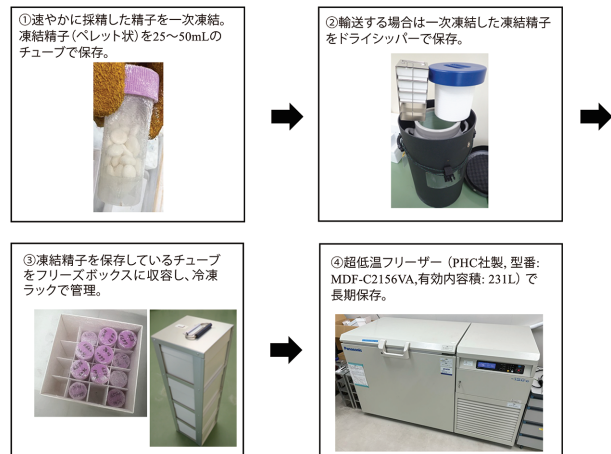 ①速やかに採精した精子を一次凍結。
凍結精子（ペレット状）を25～50mLの
チューブで保存。
②輸送する場合は一次凍結した凍結精子
をドライシッパーで保存。
③凍結精子を保存しているチューブ
をフリーズボックスに収容し、冷凍
ラックで管理。
④超低温フリーザー（PHC社製, 型番:
MDF-C2156VA,有効内容積: 231L）で
長期保存。